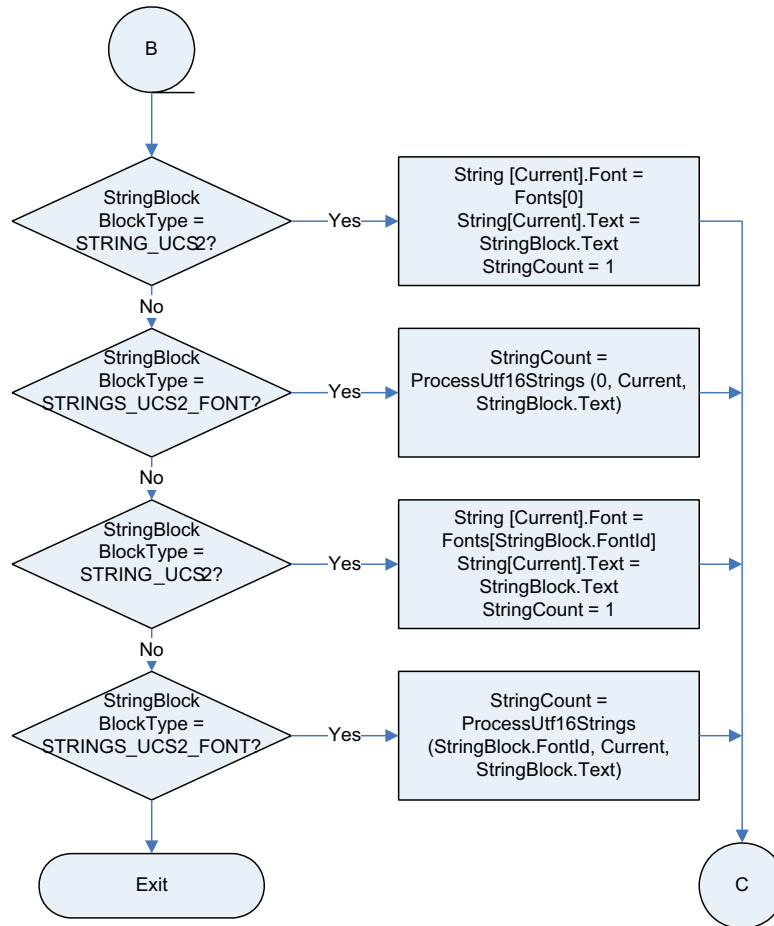 B
StringBlock
BlockType =
STRING_UCS2?
Yes
String [Current].Font =
Fonts[0]
String[Current].Text =
StringBlock.Text
StringCount = 1
No
StringBlock
BlockType =
STRINGS_UCS2_FONT?
Yes
StringCount =
ProcessUtf16Strings (0, Current,
StringBlock.Text)
No
StringBlock
BlockType =
STRING_UCS2?
Yes
String [Current].Font =
Fonts[StringBlock.FontId]
String[Current].Text =
StringBlock.Text
StringCount = 1
No
StringBlock
BlockType =
STRINGS_UCS2_FONT?
Yes
StringCount =
ProcessUtf16Strings
(StringBlock.FontId, Current,
StringBlock.Text)
Exit
C